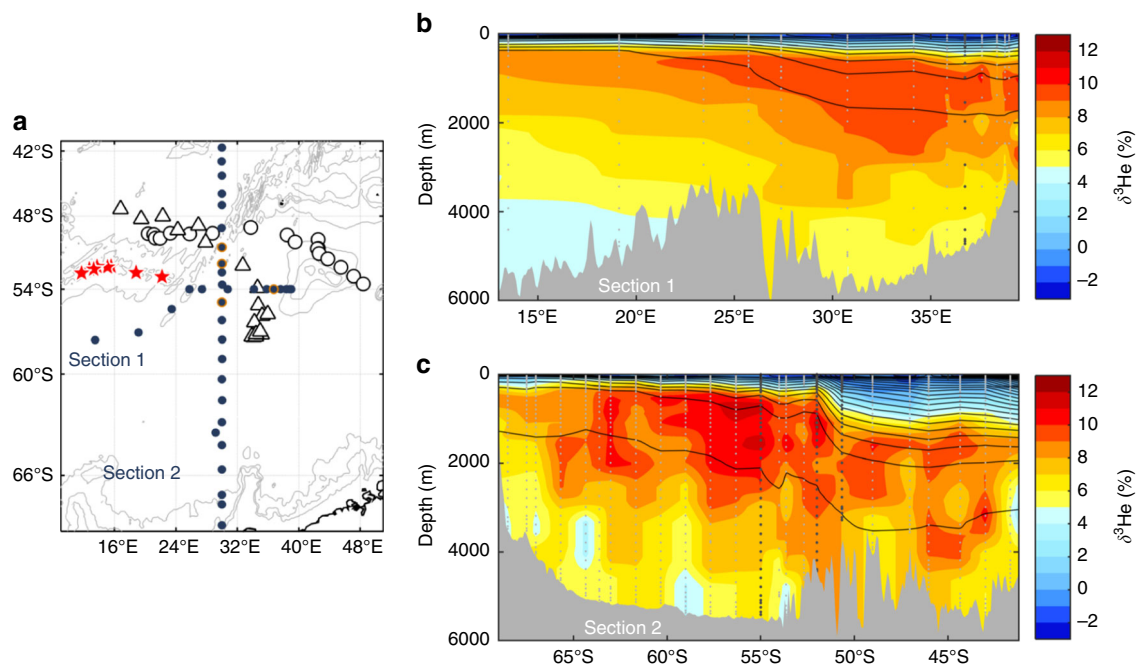 a
42°S
48°S
54°S
60°S
66°S
Section 1
Section 2
16°E 24°E 32°E 40°E 48°E
b
0
2000
4000
6000
Depth (m)
Section 1
15°E 20°E 25°E 30°E 35°E
12
10
8
6
4
2
0
−2
δ³He (%)
c
0
2000
4000
6000
Depth (m)
Section 2
65°S 60°S 55°S 50°S 45°S
12
10
8
6
4
2
0
−2
δ³He (%)